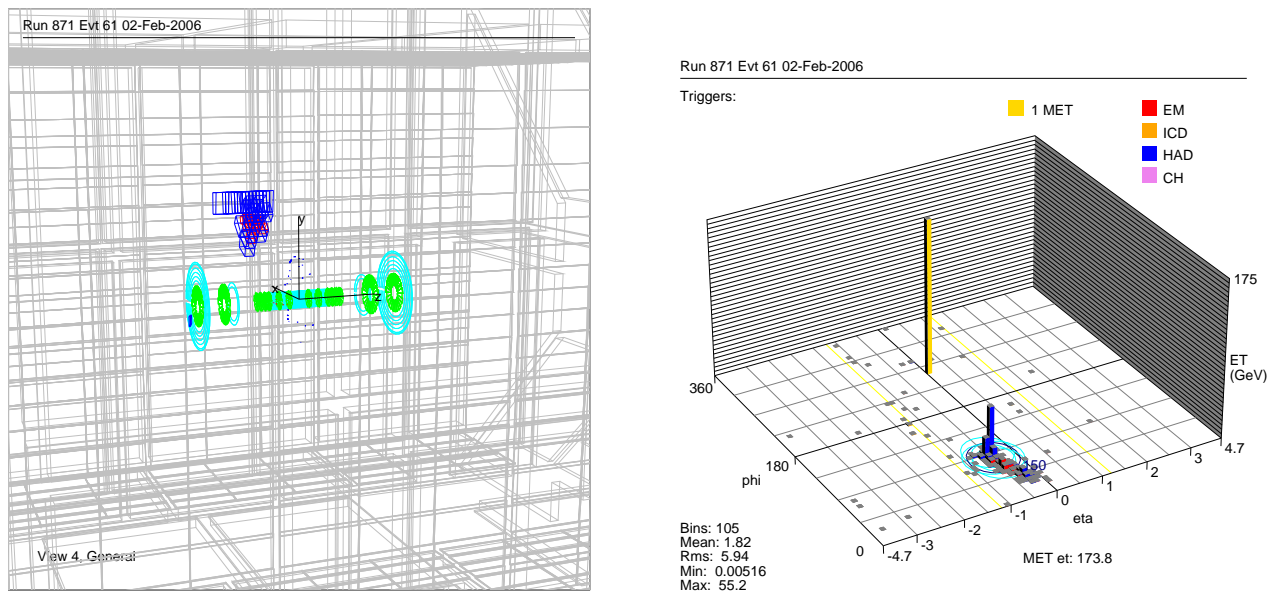 Run 871 Evt 61 02-Feb-2006
y
x
z
View 4, General
Run 871 Evt 61 02-Feb-2006
Triggers:
1 MET
EM
ICD
HAD
CH
175
ET
(GeV)
360
180
phi
0
150
4.7
3
2
1
0
eta
-1
-2
-3
-4.7
Bins: 105
Mean: 1.82
Rms: 5.94
Min: 0.00516
Max: 55.2
MET et: 173.8